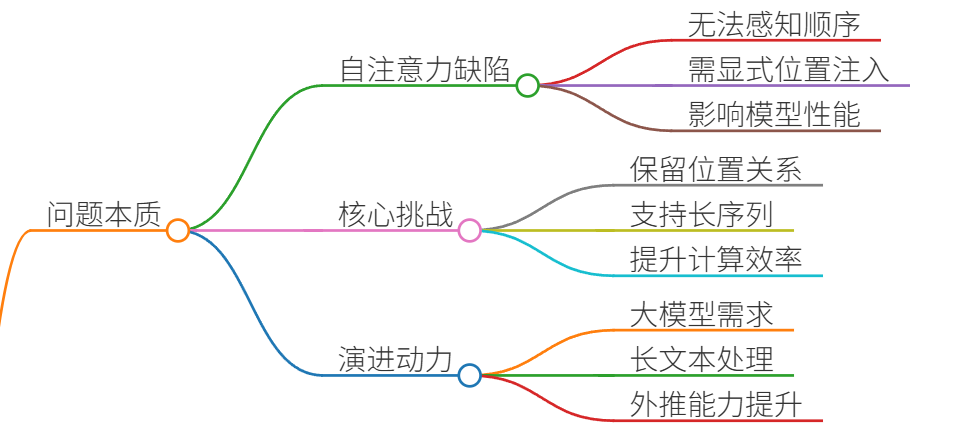 问题本质
自注意力缺陷
无法感知顺序
需显式位置注入
影响模型性能
核心挑战
保留位置关系
支持长序列
提升计算效率
演进动力
大模型需求
长文本处理
外推能力提升